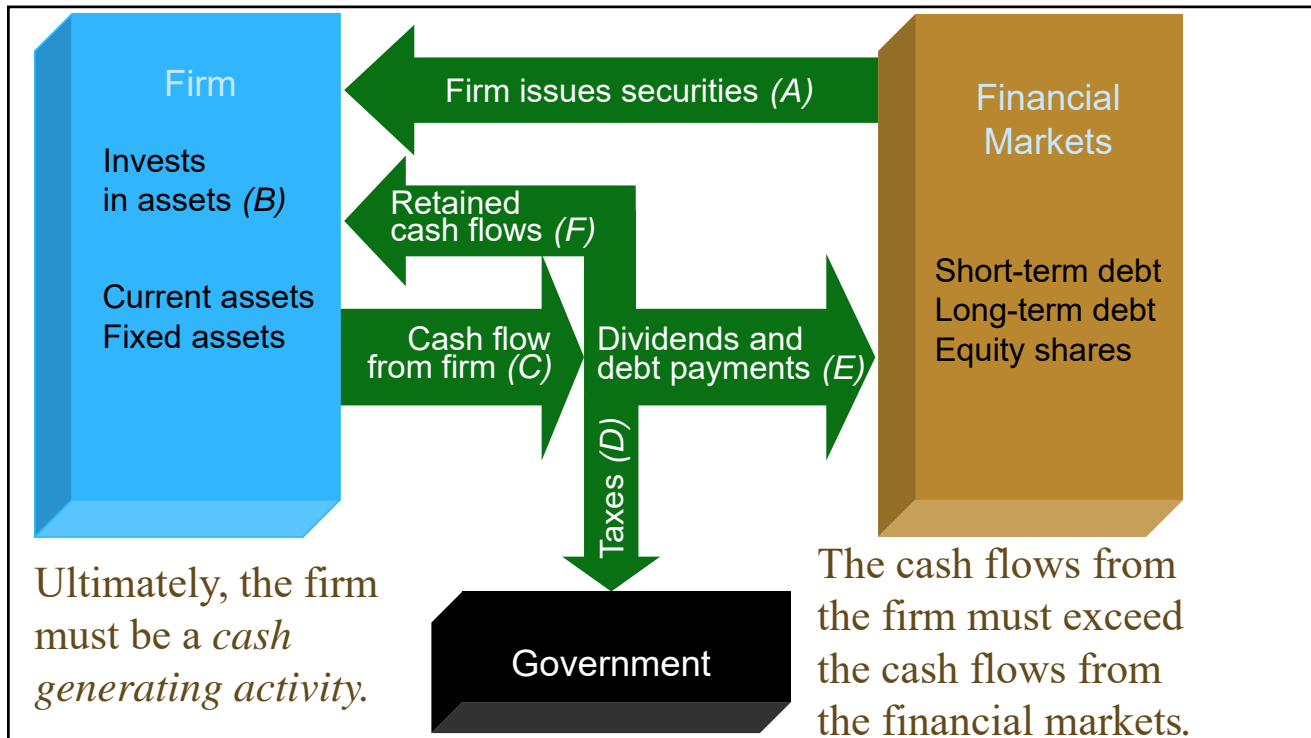 Firm
Invests
in assets (B)
Current assets
Fixed assets
Firm issues securities (A)
Retained
cash flows (F)
Cash flow
from firm (C)
Dividends and
debt payments (E)
Taxes (D)
Financial
Markets
Short-term debt
Long-term debt
Equity shares
Government
Ultimately, the firm
must be a cash
generating activity.
The cash flows from
the firm must exceed
the cash flows from
the financial markets.